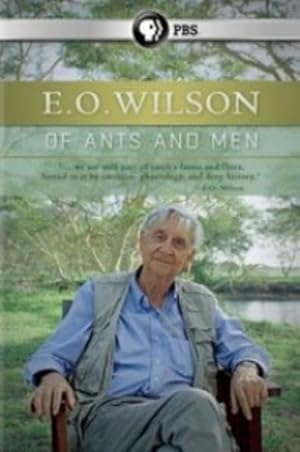 PBS
E.O. WILSON
OF ANTS AND MEN
"... we are still part of earth's fauna and flora,
bound to it by emotion, physiology, and deep history."
— E.O. Wilson